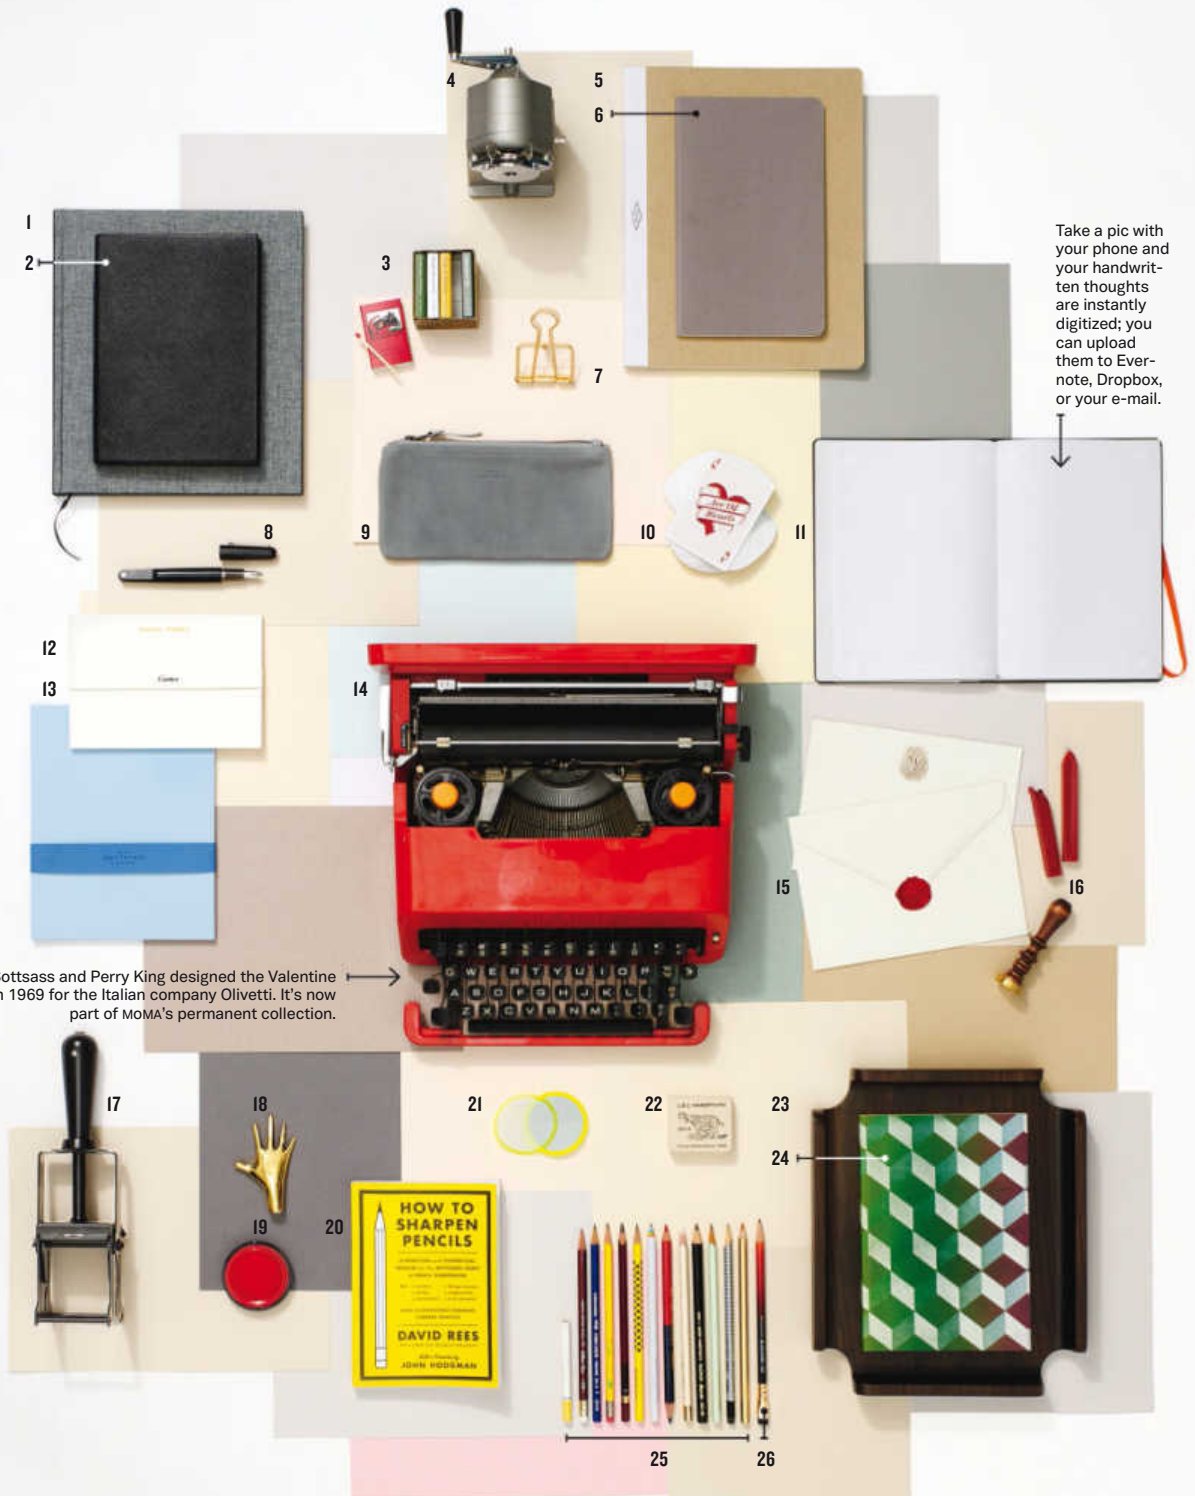 4
5
6
1
2
3
Take a pic with
your phone and
your handwrit-
ten thoughts
are instantly
digitized; you
can upload
them to Ever-
note, Dropbox,
or your e-mail.
7
8
9
10
Ace Of
Hearts
11
12
Cartier
13
14
15
16
ottsass and Perry King designed the Valentine
n 1969 for the Italian company Olivetti. It's now
part of MOMA's permanent collection.
Q W E R T Y U I O P
A S D F G H J K L
Z X C V B N M
17
18
19
20
21
22
23
24
HOW TO
SHARPEN
PENCILS
DAVID REES
JOHN HODGMAN
25
26